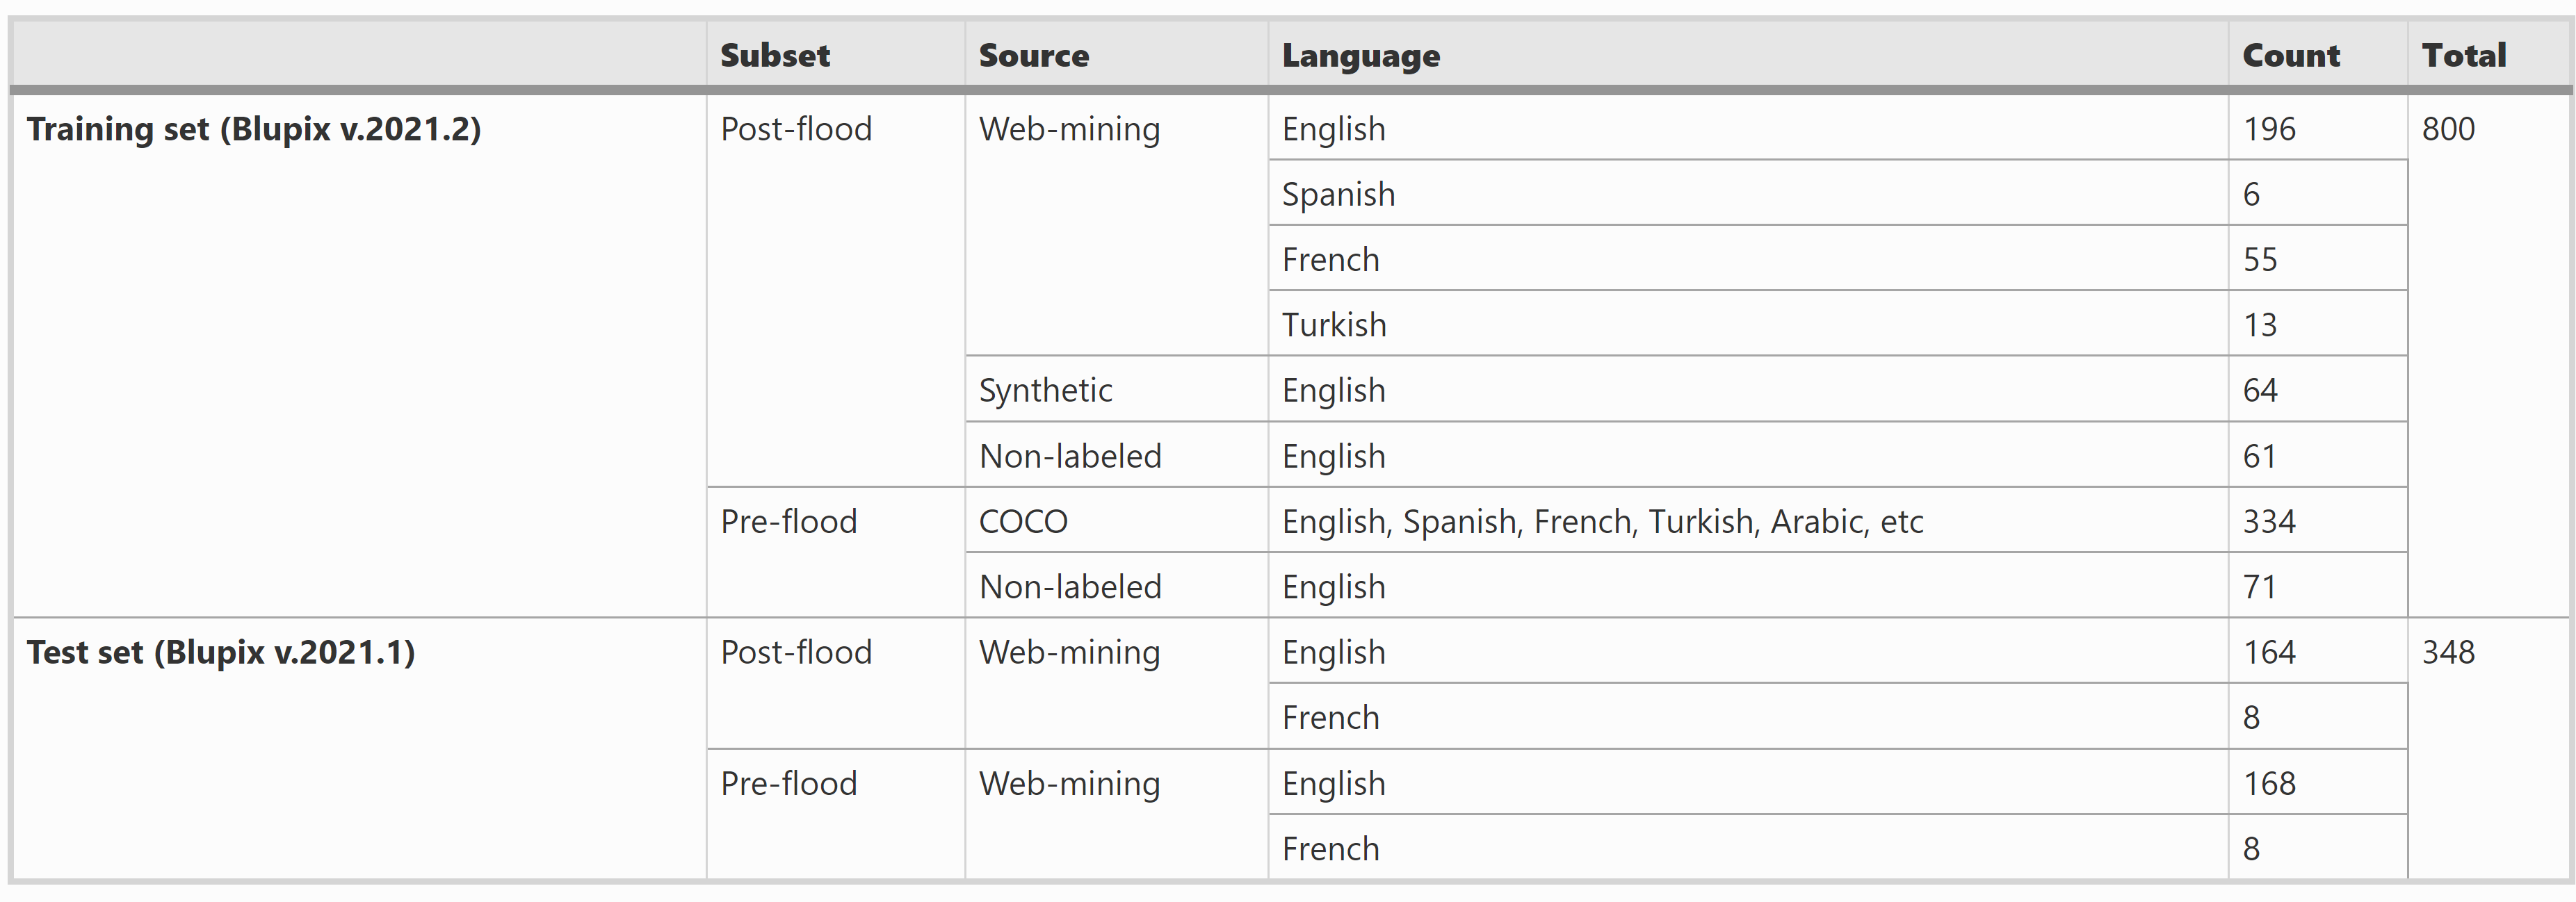 Subset Source Language Count Total
Training set (Blupix v.2021.2) Post-flood Web-mining English 196 800
Spanish 6
French 55
Turkish 13
Synthetic English 64
Non-labeled English 61
Pre-flood COCO English, Spanish, French, Turkish, Arabic, etc 334
Non-labeled English 71
Test set (Blupix v.2021.1) Post-flood Web-mining English 164 348
French 8
Pre-flood Web-mining English 168
French 8